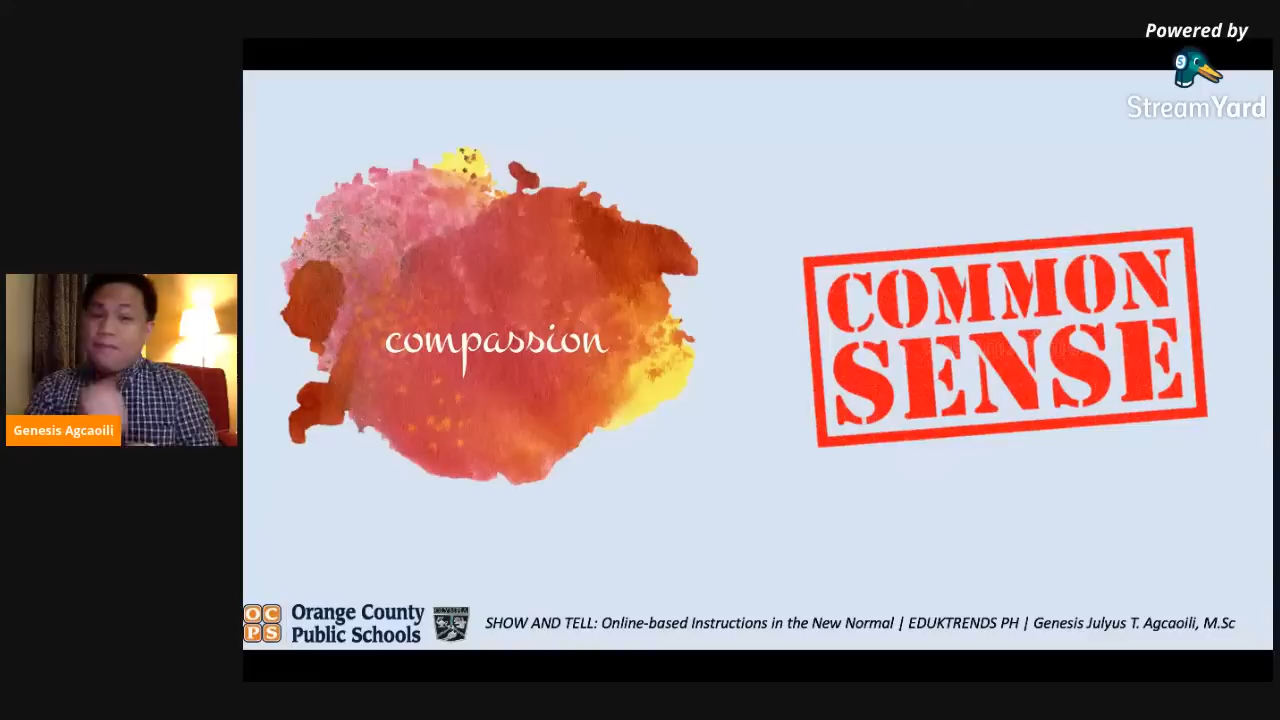 Powered by
StreamYard
compassion
COMMON
SENSE
Genesis Agcaoili
OC
PS
Orange County
Public Schools
OLYMPIA
SHOW AND TELL: Online-based Instructions in the New Normal | EDUKTRENDS PH | Genesis Julyus T. Agcaoili, M.Sc